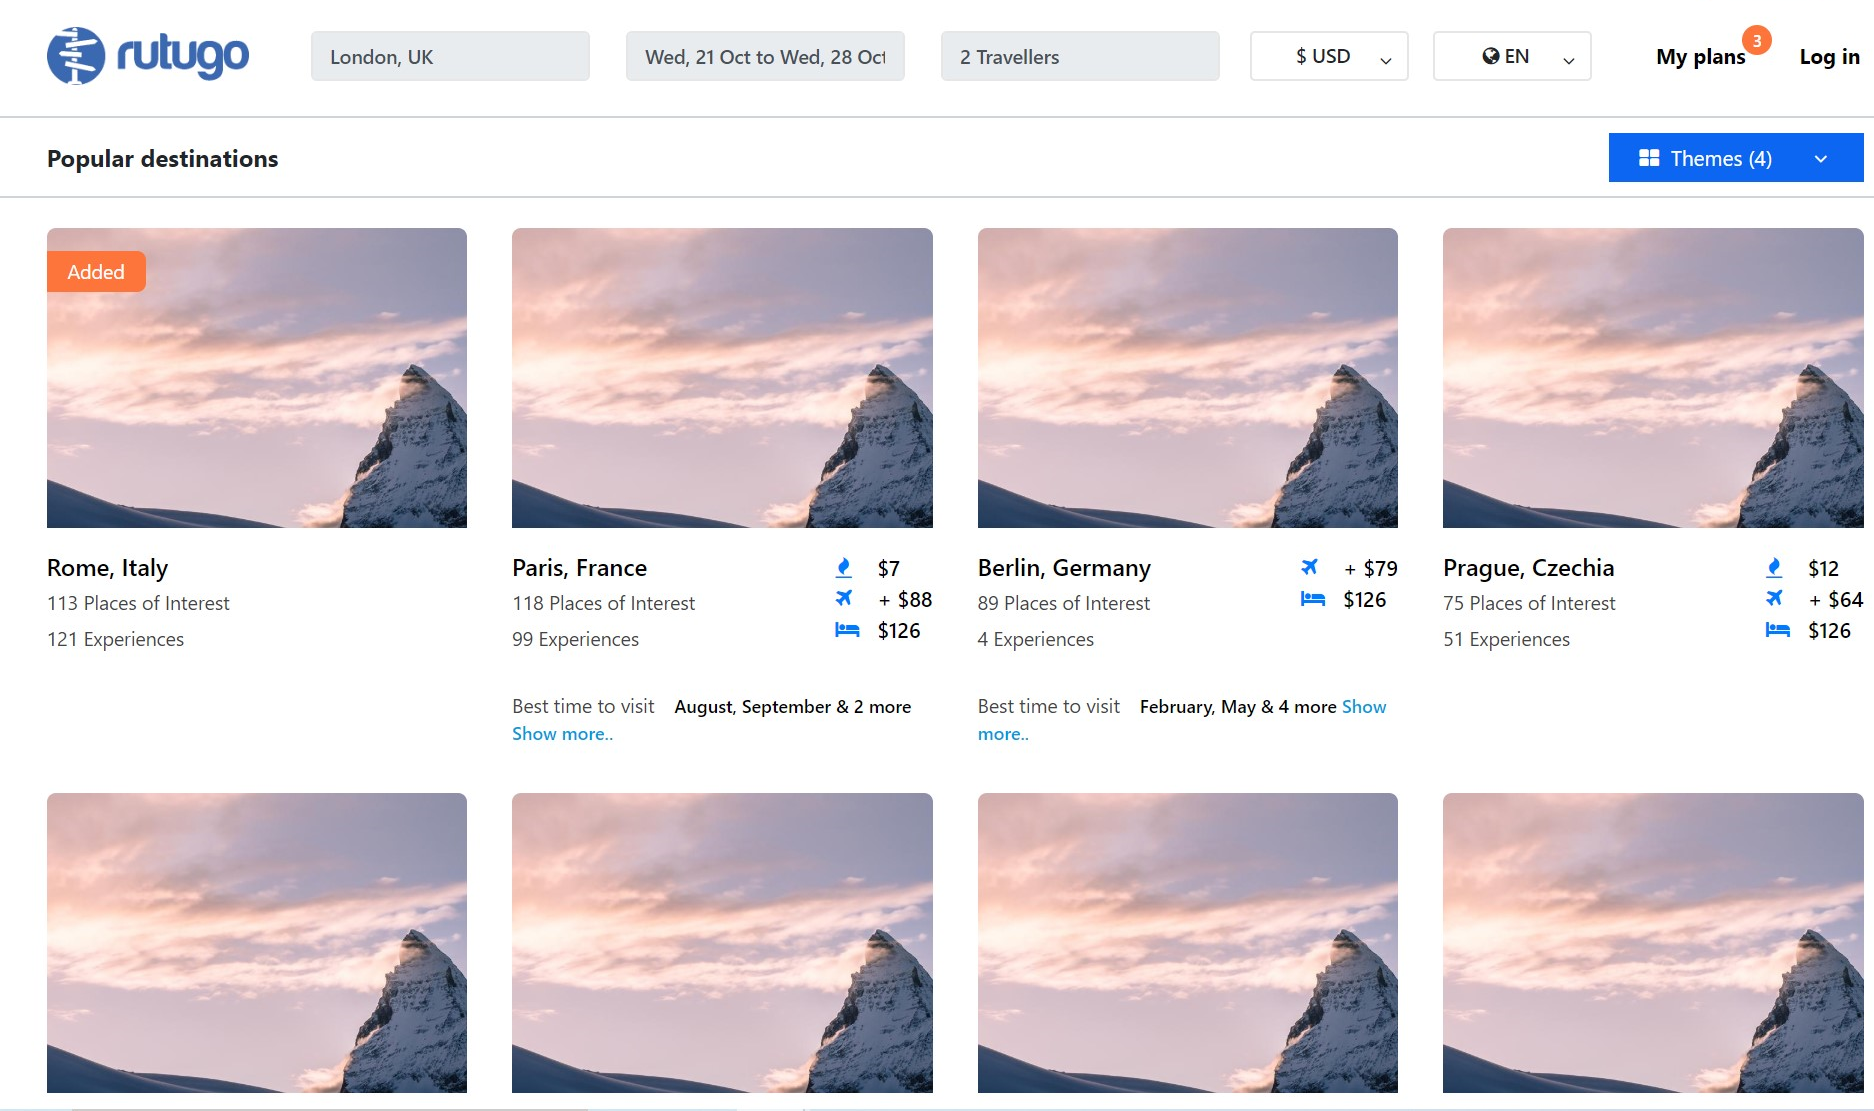 rutugo
London, UK
Wed, 21 Oct to Wed, 28 Oct
2 Travellers
$ USD
EN
My plans
3
Log in
Popular destinations
Themes (4)
Added
Rome, Italy
113 Places of Interest
121 Experiences
Paris, France
118 Places of Interest
99 Experiences
$7
+ $88
$126
Best time to visit August, September & 2 more
Show more..
Berlin, Germany
89 Places of Interest
4 Experiences
+ $79
$126
Best time to visit February, May & 4 more Show
more..
Prague, Czechia
75 Places of Interest
51 Experiences
$12
+ $64
$126